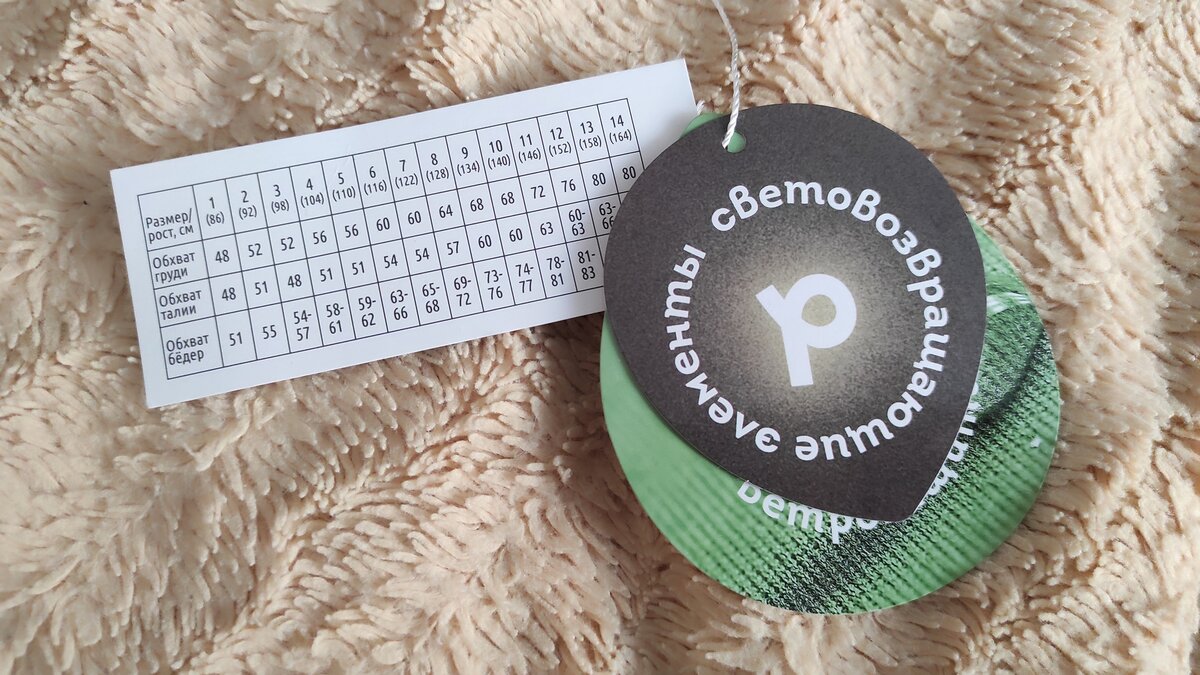 Размер/ 1 2 3 4 5 6 7 8 9 10 11 12 13 14
рост, см (86) (92) (98) (104) (110) (116) (122) (128) (134) (140) (146) (152) (158) (164)
Обхват груди 48 52 52 56 56 60 60 64 68 68 72 76 80 80
Обхват талии 48 51 48 51 51 54 54 57 60 60 63 60-63 63-66
Обхват бёдер 51 55 54-57 58-61 59-62 63-66 65-68 69-72 73-76 74-77 78-81 81-83
световозвращающие элементы
р
ветро